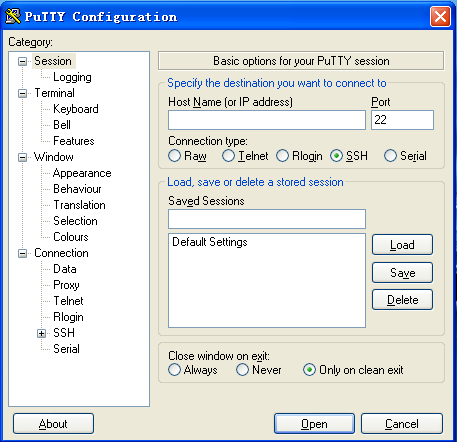 PuTTY Configuration
Category:
Session
Logging
Terminal
Keyboard
Bell
Features
Window
Appearance
Behaviour
Translation
Selection
Colours
Connection
Data
Proxy
Telnet
Rlogin
SSH
Serial
Basic options for your PuTTY session
Specify the destination you want to connect to
Host Name (or IP address) Port
22
Connection type:
Raw Telnet Rlogin SSH Serial
Load, save or delete a stored session
Saved Sessions
Default Settings
Load
Save
Delete
Close window on exit:
Always Never Only on clean exit
About Open Cancel